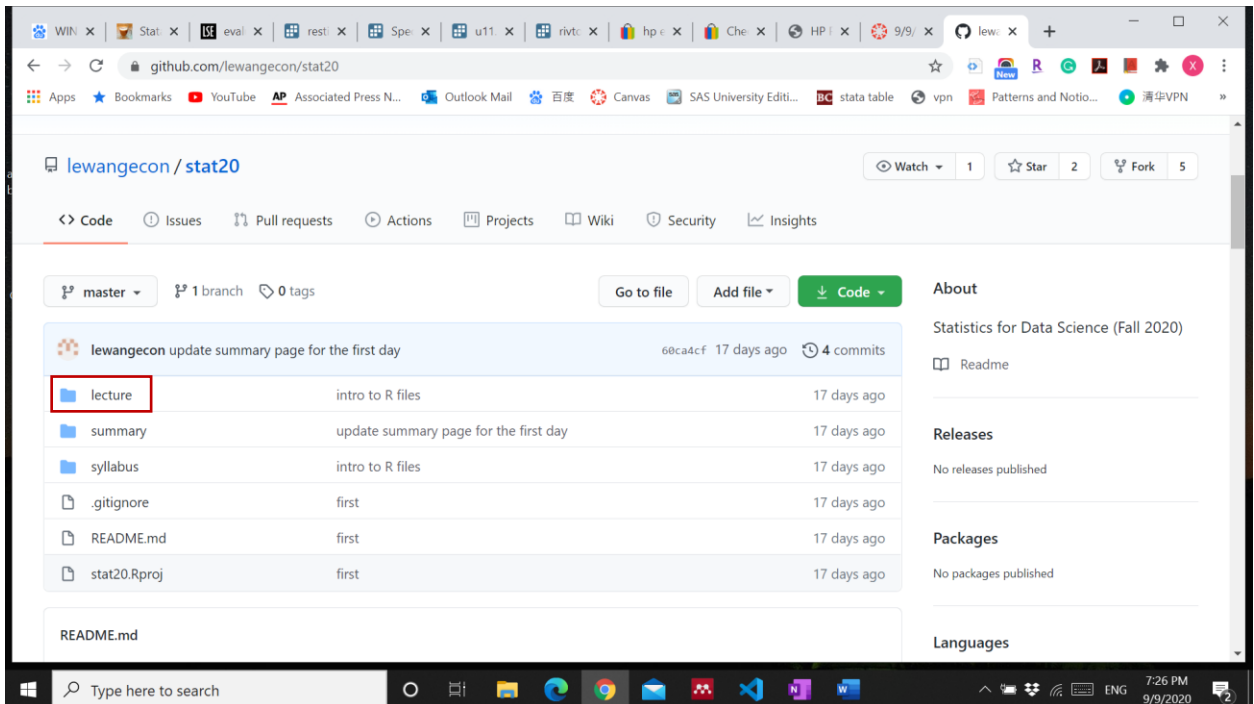 WIN Stat eval resti Spe u11. rivto hp e Che HP 9/9/ lewa
github.com/lewangecon/stat20
New R X
Apps Bookmarks YouTube AP Associated Press N... Outlook Mail 百度 Canvas SAS University Editi... BC stata table vpn Patterns and Notio... 清华VPN »
lewangecon / stat20
Watch 1 Star 2 Fork 5
<> Code Issues Pull requests Actions Projects Wiki Security Insights
master 1 branch 0 tags Go to file Add file Code
About
Statistics for Data Science (Fall 2020)
lewangecon update summary page for the first day 60ca4cf 17 days ago 4 commits
Readme
lecture intro to R files 17 days ago
summary update summary page for the first day 17 days ago
Releases
syllabus intro to R files 17 days ago
No releases published
.gitignore first 17 days ago
README.md first 17 days ago
Packages
stat20.Rproj first 17 days ago
No packages published
README.md
Languages
Type here to search
ENG
7:26 PM
9/9/2020
2